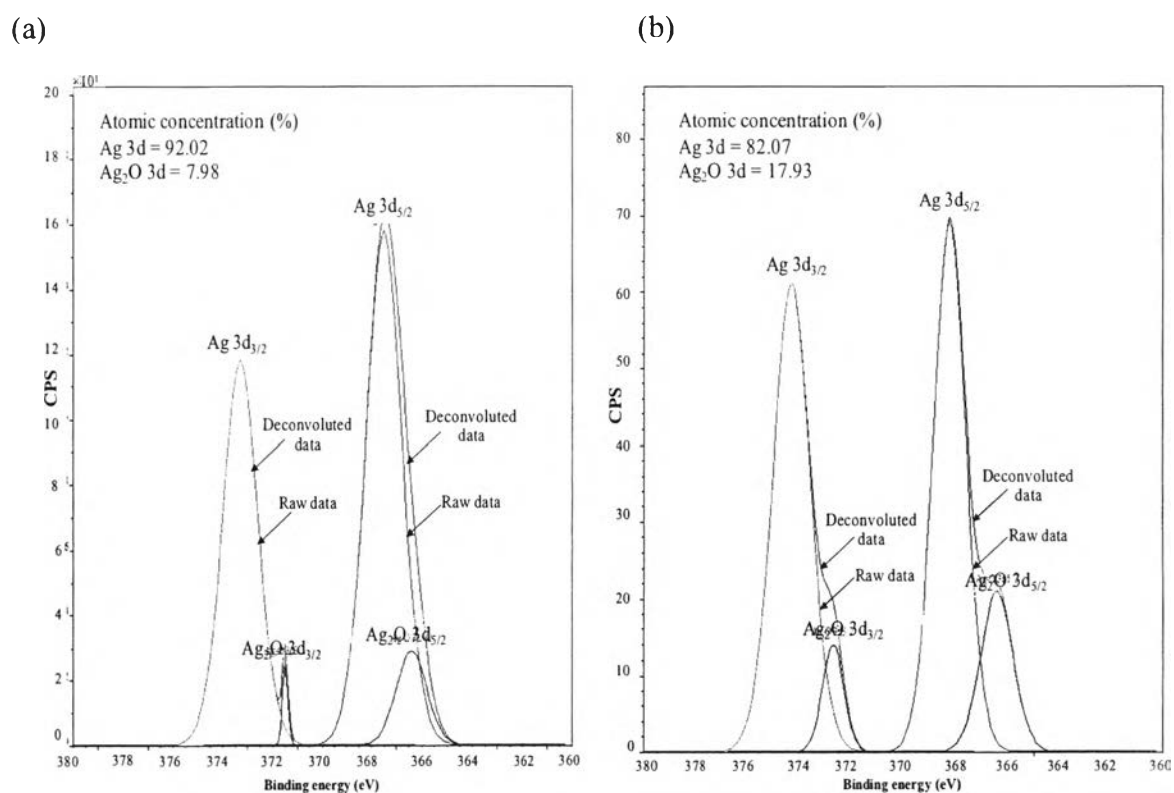 (a)
×10¹
20
18
16
14
12
10
8
6
4
2
0
CPS
Atomic concentration (%)
Ag 3d = 92.02
Ag₂O 3d = 7.98
Ag 3d₅/₂
Ag 3d₃/₂
Deconvoluted
data
Raw data
Deconvoluted
data
Raw data
Ag₂O 3d₃/₂
Ag₂O 3d₅/₂
380 378 376 374 372 370 368 366 364 362 360
Binding energy (eV)
(b)
80
70
60
50
40
30
20
10
0
CPS
Atomic concentration (%)
Ag 3d = 82.07
Ag₂O 3d = 17.93
Ag 3d₅/₂
Ag 3d₃/₂
Deconvoluted
data
Raw data
Deconvoluted
data
Raw data
Ag₂O 3d₃/₂
Ag₂O 3d₅/₂
380 378 376 374 372 370 368 366 364 362 360
Binding energy (eV)